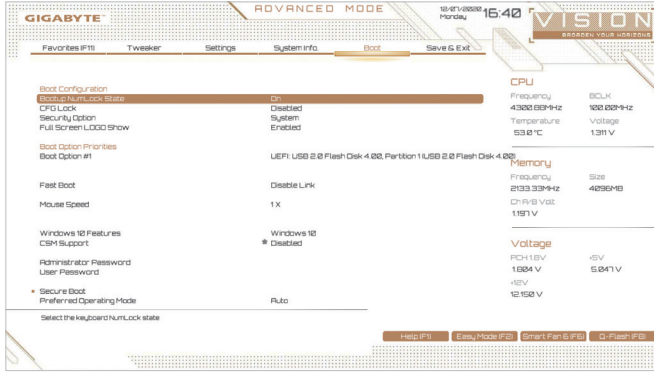 GIGABYTE™
ADVANCED MODE
12/07/2020 Monday 16:40
VISION
BROADEN YOUR HORIZONS
Favorites (F11) Tweaker Settings System Info. Boot Save & Exit
Boot Configuration
Bootup NumLock State On
CFG Lock Disabled
Security Option System
Full Screen LOGO Show Enabled
Boot Option Priorities
Boot Option #1 UEFI: USB 2.0 Flash Disk 4.00, Partition 1 (USB 2.0 Flash Disk 4.00)
Fast Boot Disable Link
Mouse Speed 1 X
Windows 10 Features Windows 10
CSM Support Disabled
Administrator Password
User Password
Secure Boot
Preferred Operating Mode Auto
Select the keyboard NumLock state
CPU
Frequency BCLK
4300.88MHz 100.00MHz
Temperature Voltage
53.0 °C 1.311 V
Memory
Frequency Size
2133.33MHz 4096MB
Ch A/B Volt
1.197 V
Voltage
PCH 1.8V +5V
1.804 V 5.047 V
+12V
12.150 V
Help (F1) Easy Mode (F2) Smart Fan 6 (F6) Q-Flash (F8)